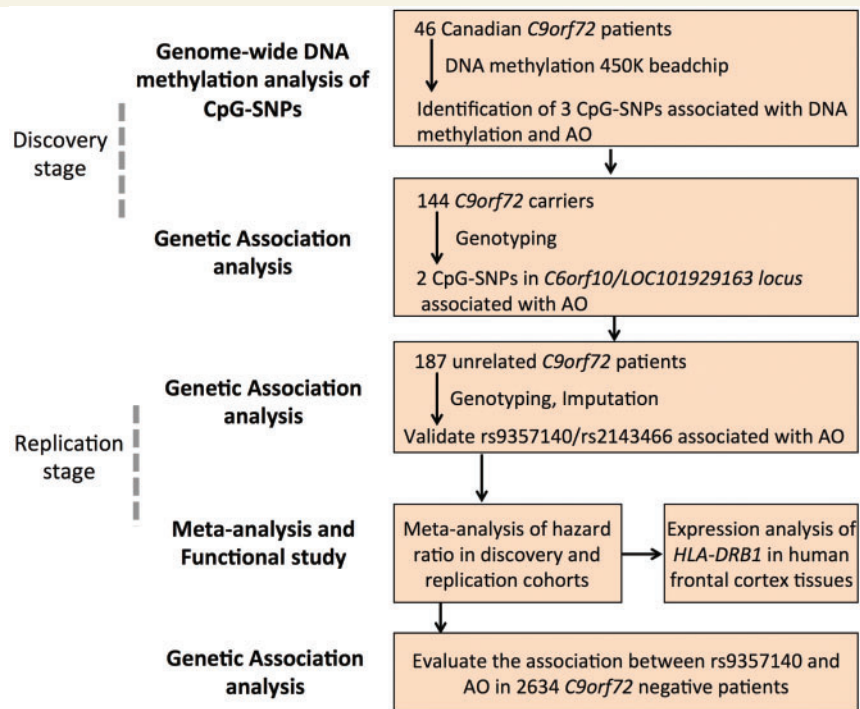 Genome-wide DNA
methylation analysis of
CpG-SNPs
46 Canadian C9orf72 patients
DNA methylation 450K beadchip
Identification of 3 CpG-SNPs associated with DNA
methylation and AO
Discovery
stage
Genetic Association
analysis
144 C9orf72 carriers
Genotyping
2 CpG-SNPs in C6orf10/LOC101929163 locus
associated with AO
Genetic Association
analysis
187 unrelated C9orf72 patients
Genotyping, Imputation
Validate rs9357140/rs2143466 associated with AO
Replication
stage
Meta-analysis and
Functional study
Meta-analysis of hazard
ratio in discovery and
replication cohorts
Expression analysis of
HLA-DRB1 in human
frontal cortex tissues
Genetic Association
analysis
Evaluate the association between rs9357140 and
AO in 2634 C9orf72 negative patients